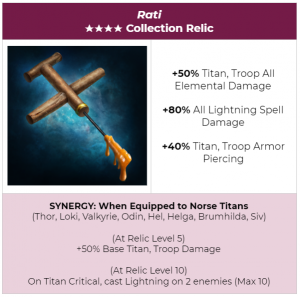 Rati
★★★★ Collection Relic
+50% Titan, Troop All
Elemental Damage
+80% All Lightning Spell
Damage
+40% Titan, Troop Armor
Piercing
SYNERGY: When Equipped to Norse Titans
(Thor, Loki, Valkyrie, Odin, Hel, Helga, Brumhilda, Siv)
(At Relic Level 5)
+50% Base Titan, Troop Damage
(At Relic Level 10)
On Titan Critical, cast Lightning on 2 enemies (Max 10)